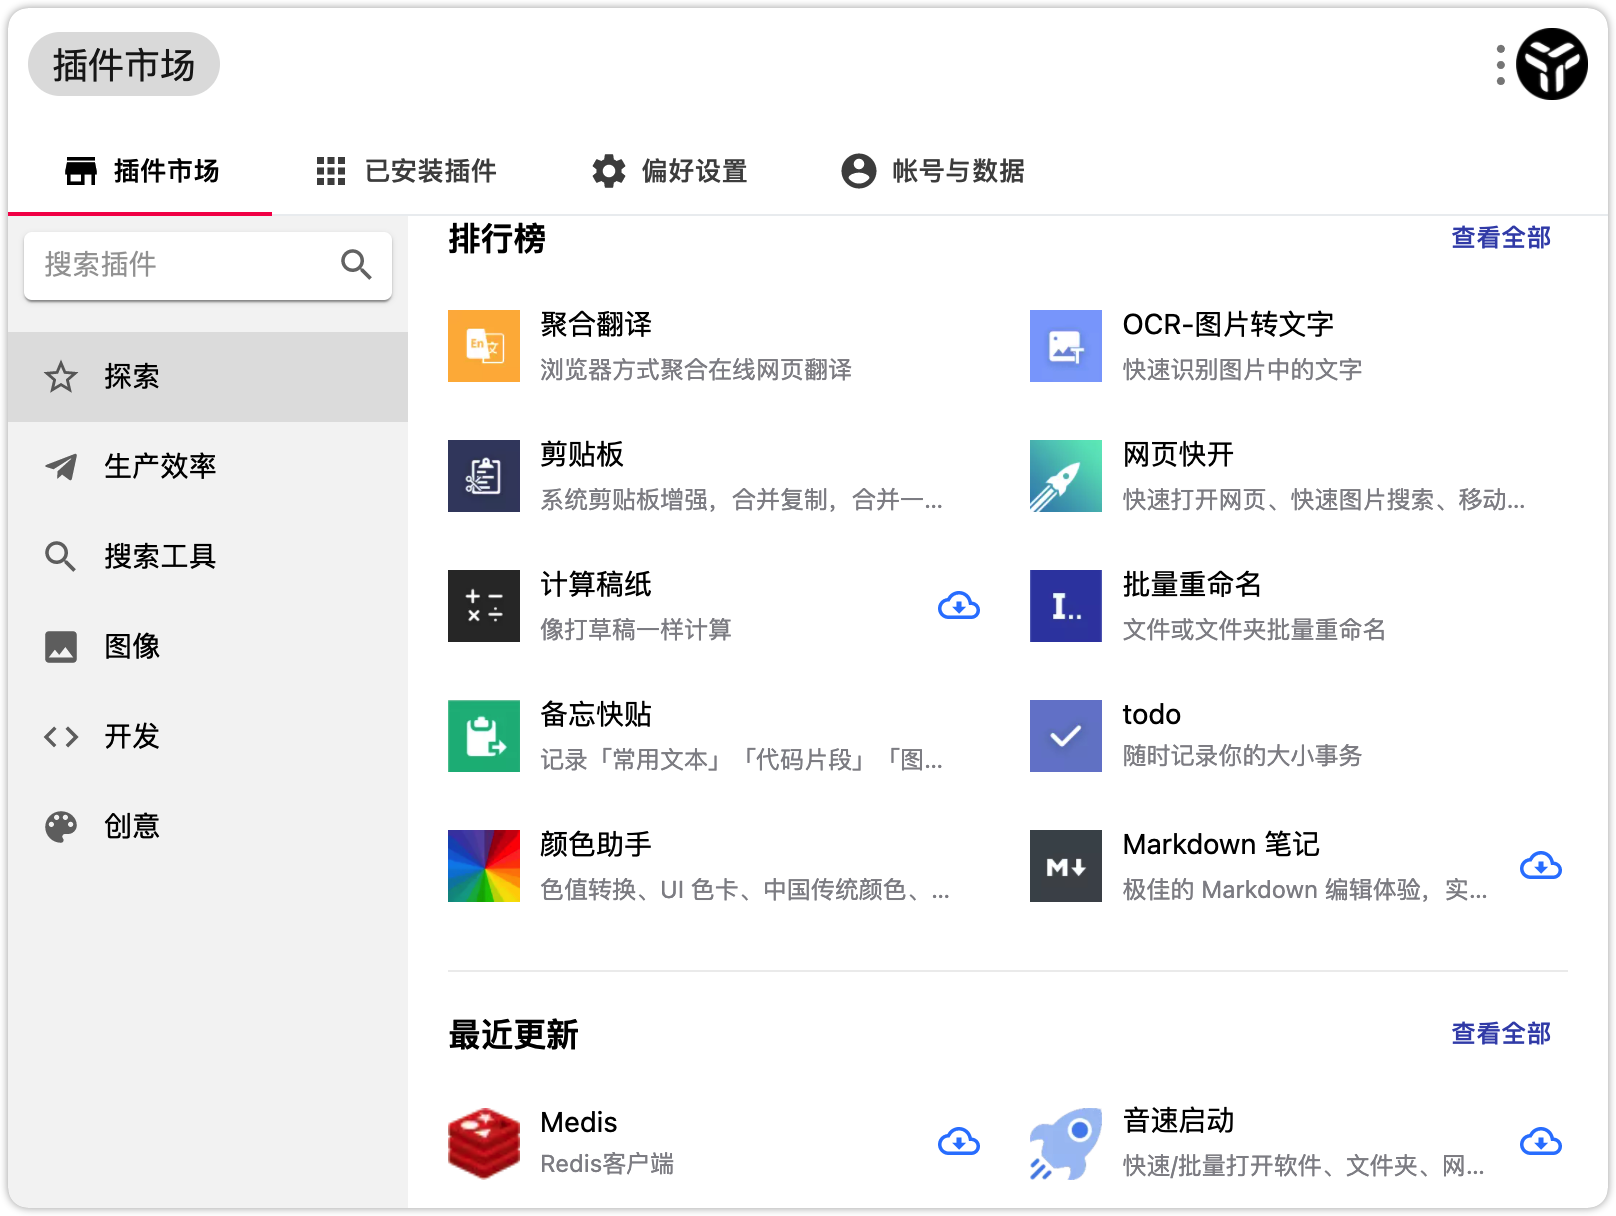 插件市场
插件市场
已安装插件
偏好设置
帐号与数据
搜索插件
探索
生产效率
搜索工具
图像
开发
创意
排行榜
查看全部
聚合翻译
浏览器方式聚合在线网页翻译
OCR-图片转文字
快速识别图片中的文字
剪贴板
系统剪贴板增强，合并复制，合并一...
网页快开
快速打开网页、快速图片搜索、移动...
计算稿纸
像打草稿一样计算
I..
批量重命名
文件或文件夹批量重命名
备忘快贴
记录「常用文本」「代码片段」「图...
todo
随时记录你的大小事务
颜色助手
色值转换、UI 色卡、中国传统颜色、...
M
Markdown 笔记
极佳的 Markdown 编辑体验，实...
最近更新
查看全部
Medis
Redis客户端
音速启动
快速/批量打开软件、文件夹、网...